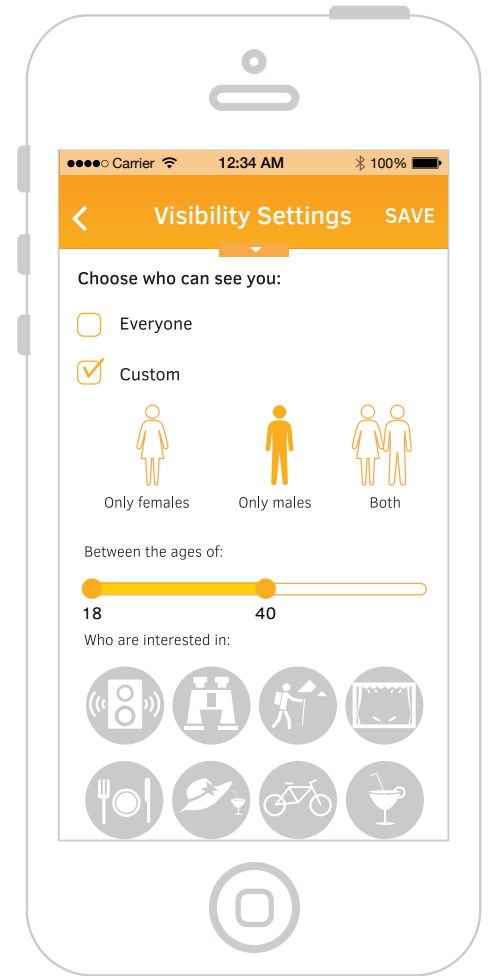 Carrier 12:34 AM 100%
Visibility Settings SAVE
Choose who can see you:
Everyone
Custom
Only females Only males Both
Between the ages of:
18 40
Who are interested in: